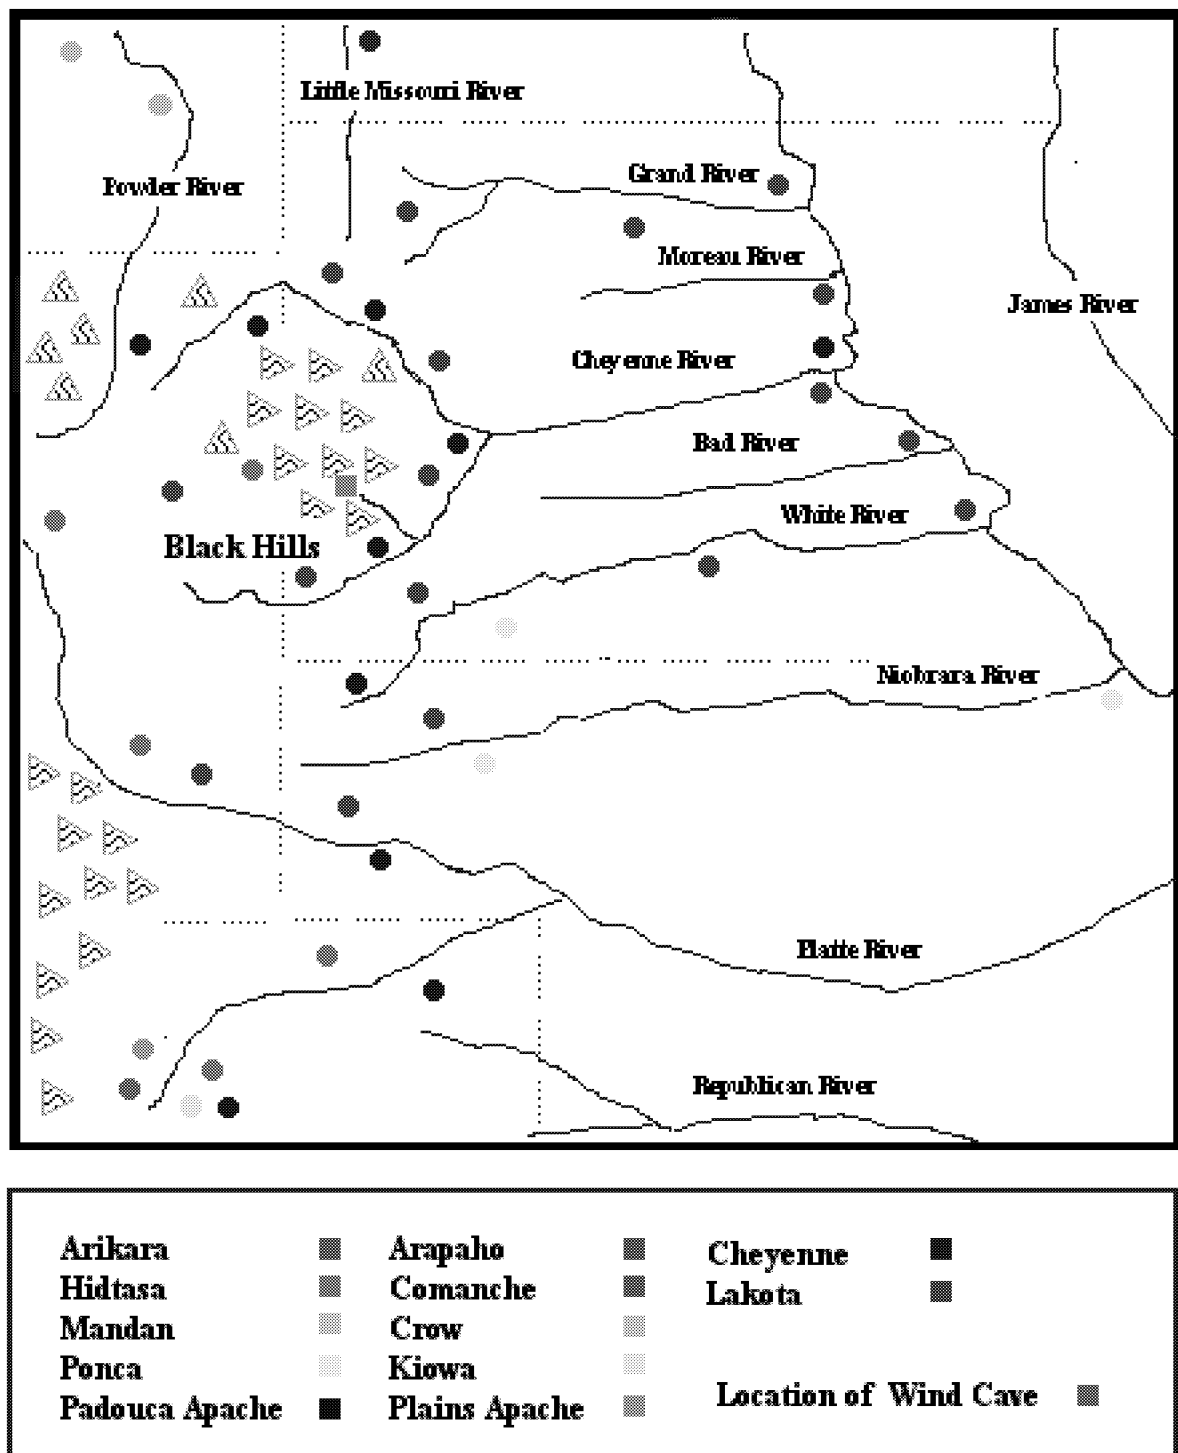 Little Missouri River
Grand River
Powder River
Moreau River
James River
Cheyenne River
Bad River
White River
Black Hills
Niobrara River
Platte River
Republican River
Arikara
Arapaho
Cheyenne
Hidtasa
Comanche
Lakota
Mandan
Crow
Ponca
Kiowa
Location of Wind Cave
Padouca Apache
Plains Apache